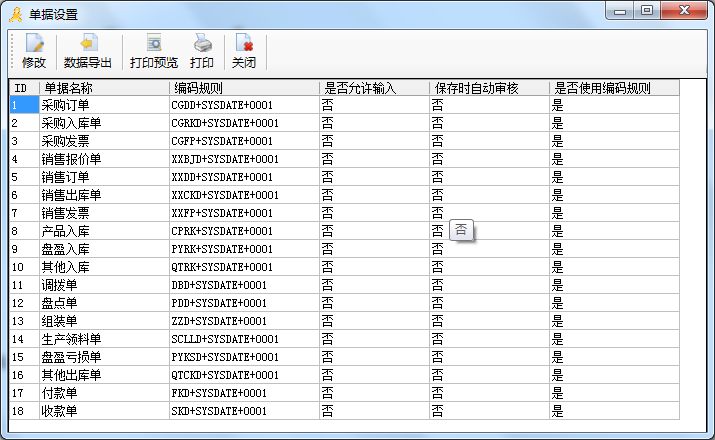 单据设置
修改 数据导出 打印预览 打印 关闭
ID 单据名称 编码规则 是否允许输入 保存时自动审核 是否使用编码规则
1 采购订单 CGDD+SYSDATE+0001 否 否 是
2 采购入库单 CGRKD+SYSDATE+0001 否 否 是
3 采购发票 CGFP+SYSDATE+0001 否 否 是
4 销售报价单 XXBJD+SYSDATE+0001 否 否 是
5 销售订单 XXDD+SYSDATE+0001 否 否 是
6 销售出库单 XXCKD+SYSDATE+0001 否 否 是
7 销售发票 XXFP+SYSDATE+0001 否 否 是
8 产品入库 CPRK+SYSDATE+0001 否 否 否 是
9 盘盈入库 PYRK+SYSDATE+0001 否 否 是
10 其他入库 QTRK+SYSDATE+0001 否 否 是
11 调拨单 DBD+SYSDATE+0001 否 否 是
12 盘点单 PDD+SYSDATE+0001 否 否 是
13 组装单 ZZD+SYSDATE+0001 否 否 是
14 生产领料单 SCLLD+SYSDATE+0001 否 否 是
15 盘盈亏损单 PYKSD+SYSDATE+0001 否 否 是
16 其他出库单 QTCKD+SYSDATE+0001 否 否 是
17 付款单 FKD+SYSDATE+0001 否 否 是
18 收款单 SKD+SYSDATE+0001 否 否 是